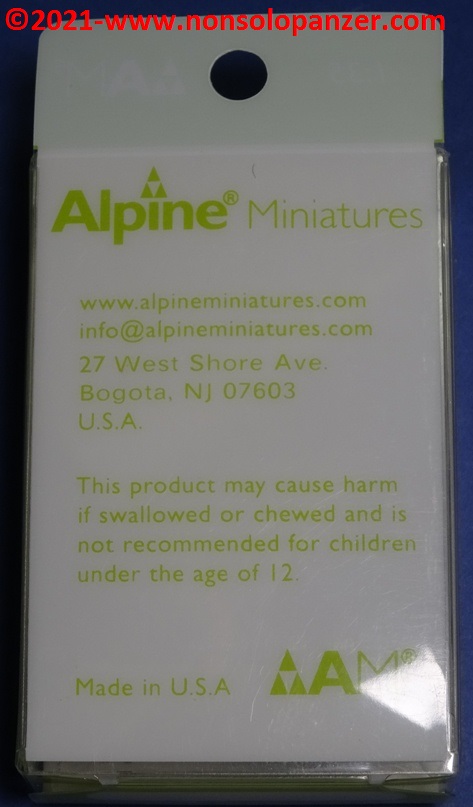 ©2021-www.nonsolopanzer.com
Alpine® Miniatures
www.alpineminiatures.com
info@alpineminiatures.com
27 West Shore Ave.
Bogota, NJ 07603
U.S.A.
This product may cause harm
if swallowed or chewed and is
not recommended for children
under the age of 12.
Made in U.S.A
AM®